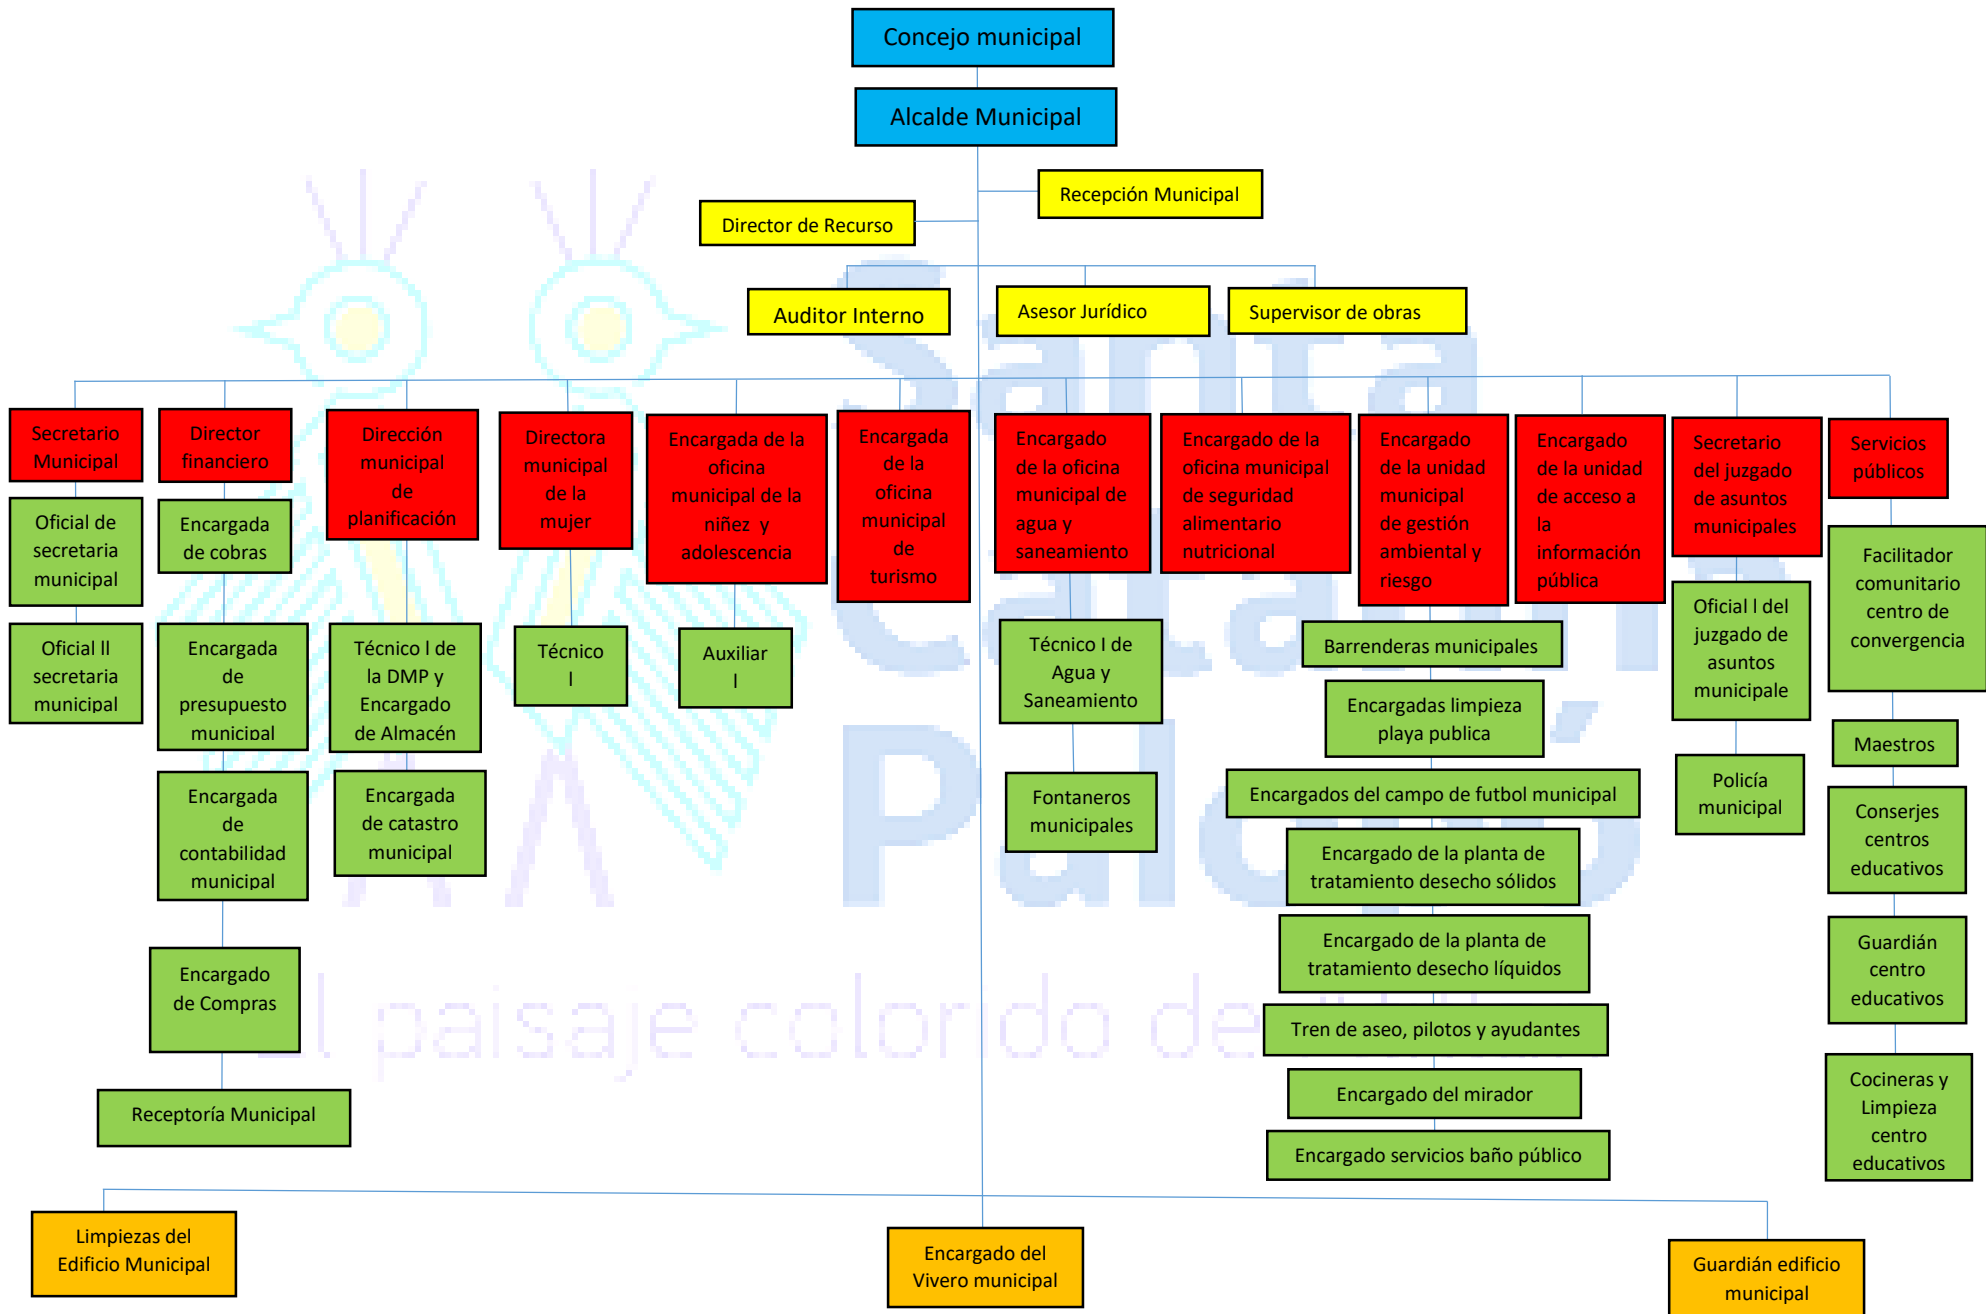 Concejo municipal
Alcalde Municipal
Recepción Municipal
Director de Recurso
Auditor Interno
Asesor Jurídico
Supervisor de obras
Secretario
Municipal
Oficial de
secretaria
municipal
Oficial II
secretaria
municipal
Director
financiero
Encargada
de cobras
Encargada
de
presupuesto
municipal
Encargada
de
contabilidad
municipal
Encargado
de Compras
Receptoría Municipal
Dirección
municipal
de
planificación
Técnico I de
la DMP y
Encargado
de Almacén
Encargada
de catastro
municipal
Directora
municipal
de la
mujer
Técnico
I
Encargada de la
oficina
municipal de la
niñez y
adolescencia
Auxiliar
I
Encargada
de la
oficina
municipal
de
turismo
Encargado
de la oficina
municipal de
agua y
saneamiento
Técnico I de
Agua y
Saneamiento
Fontaneros
municipales
Encargado de la
oficina municipal
de seguridad
alimentario
nutricional
Encargado
de la unidad
municipal
de gestión
ambiental y
riesgo
Barrenderas municipales
Encargadas limpieza
playa publica
Encargados del campo de futbol municipal
Encargado de la planta de
tratamiento desecho sólidos
Encargado de la planta de
tratamiento desecho líquidos
Tren de aseo, pilotos y ayudantes
Encargado del mirador
Encargado servicios baño público
Encargado
de la unidad
de acceso a
la
información
pública
Secretario
del juzgado
de asuntos
municipales
Oficial I del
juzgado de
asuntos
municipale
Policía
municipal
Servicios
públicos
Facilitador
comunitario
centro de
convergencia
Maestros
Conserjes
centros
educativos
Guardián
centro
educativos
Cocineras y
Limpieza
centro
educativos
Limpiezas del
Edificio Municipal
Encargado del
Vivero municipal
Guardián edificio
municipal
Santa
Catarina
Palopó
El paisaje colorido de